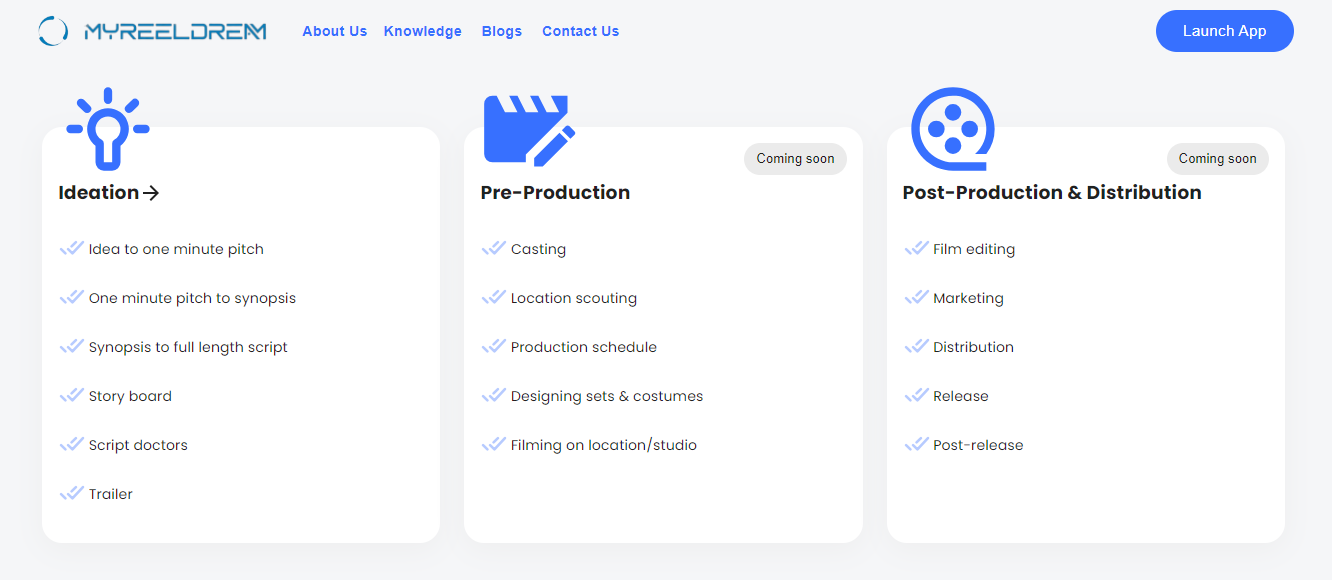 MYREELDREAM About Us Knowledge Blogs Contact Us Launch App
Ideation→
Idea to one minute pitch
One minute pitch to synopsis
Synopsis to full length script
Story board
Script doctors
Trailer
Coming soon
Pre-Production
Casting
Location scouting
Production schedule
Designing sets & costumes
Filming on location/studio
Coming soon
Post-Production & Distribution
Film editing
Marketing
Distribution
Release
Post-release